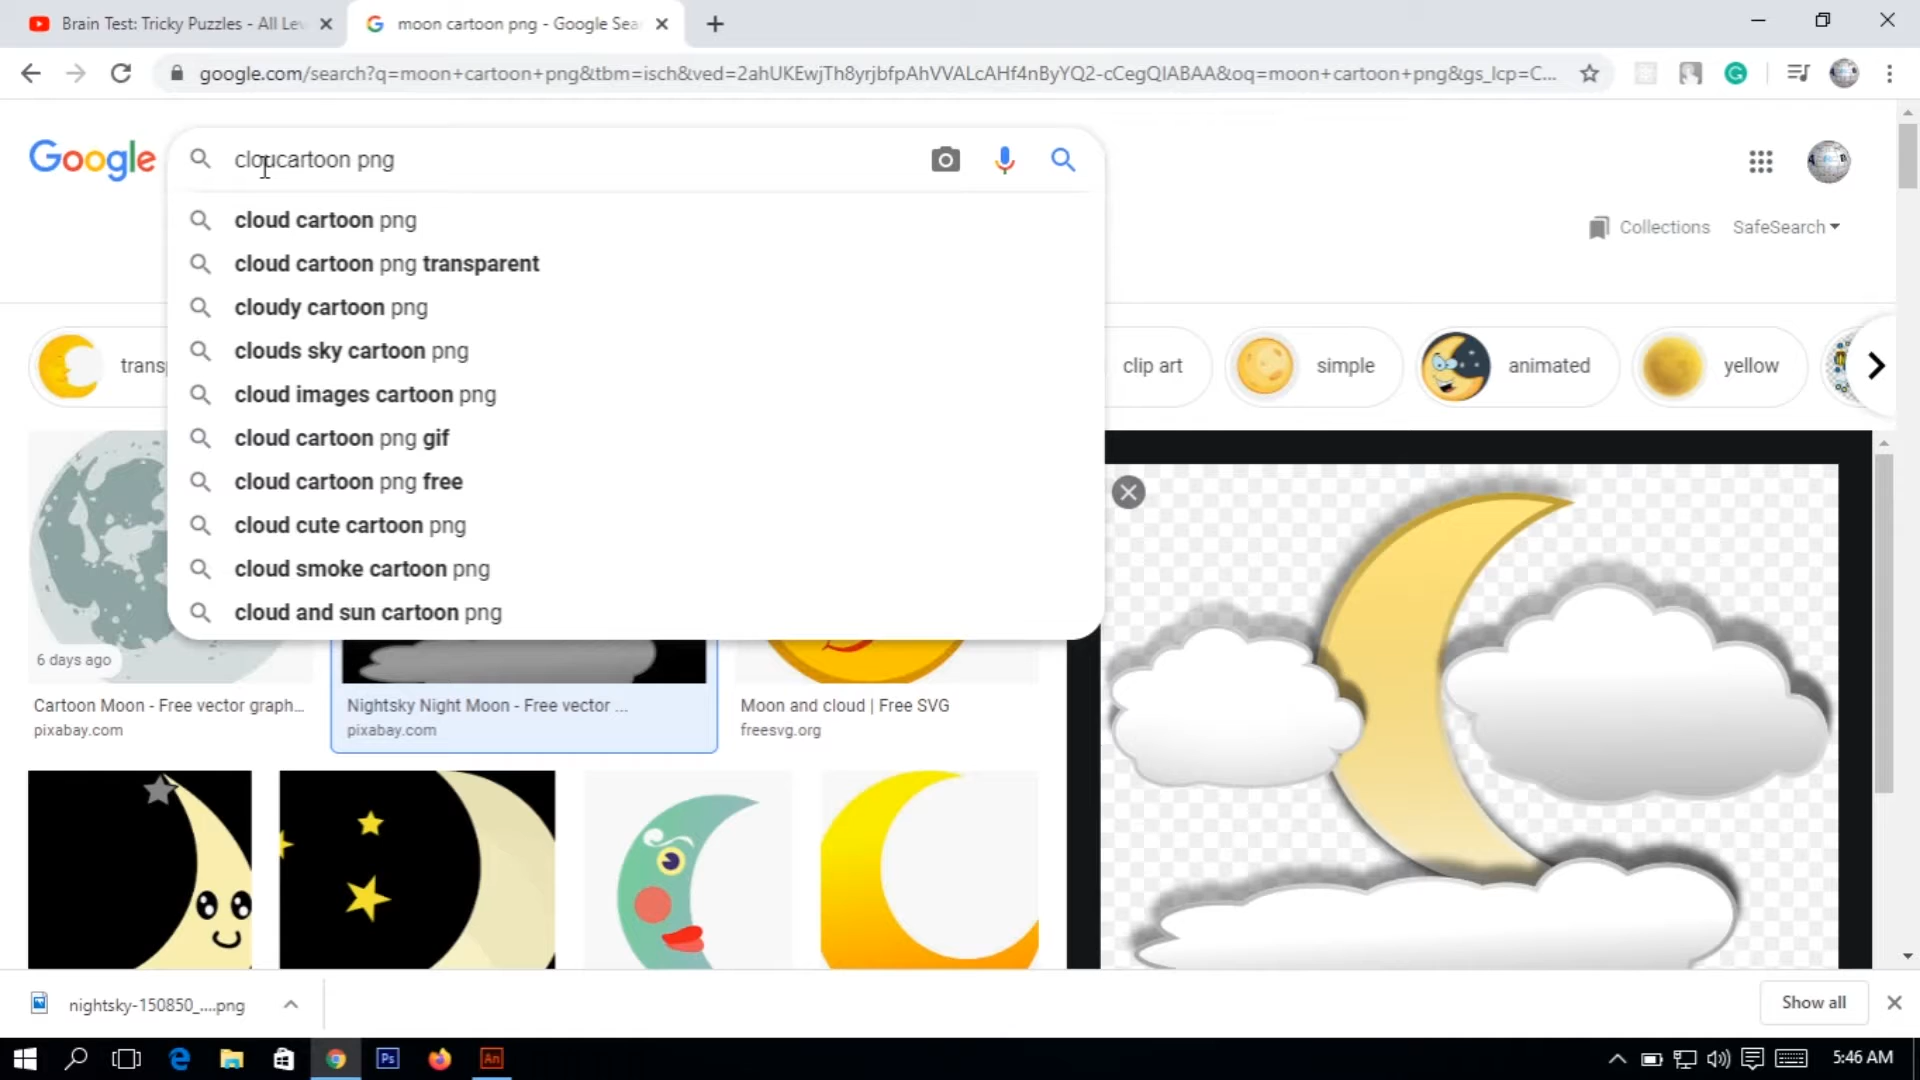 Brain Test: Tricky Puzzles - All Lev
moon cartoon png - Google Sea
google.com/search?q=moon+cartoon+png&tbm=isch&ved=2ahUKEwjTh8yrjbfpAhVVALcAHf4nByYQ2-cCegQIABAA&oq=moon+cartoon+png&gs_lcp=C...
Google
cloucartoon png
cloud cartoon png
cloud cartoon png transparent
cloudy cartoon png
clouds sky cartoon png
cloud images cartoon png
cloud cartoon png gif
cloud cartoon png free
cloud cute cartoon png
cloud smoke cartoon png
cloud and sun cartoon png
Collections
SafeSearch
trans
clip art
simple
animated
yellow
6 days ago
Cartoon Moon - Free vector graph...
pixabay.com
Nightsky Night Moon - Free vector ...
pixabay.com
Moon and cloud | Free SVG
freesvg.org
nightsky-150850_....png
Show all
Ps
An
5:46 AM